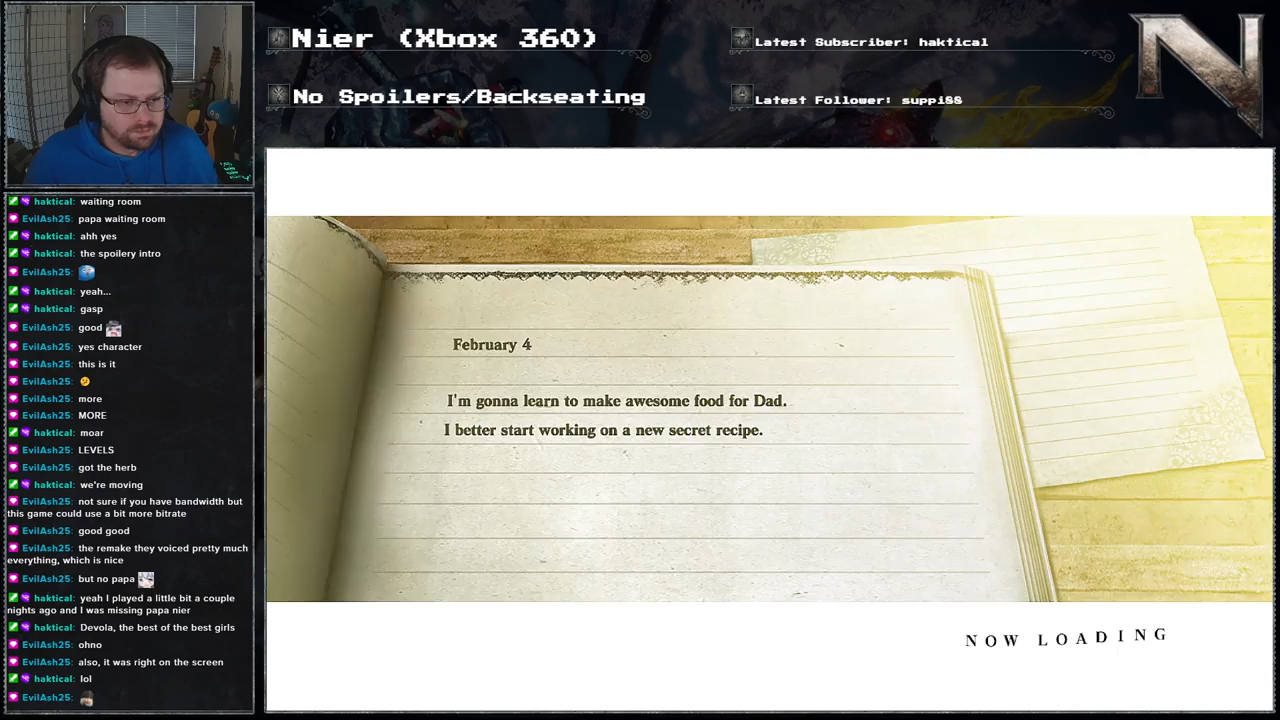 Nier (Xbox 360)
Latest Subscriber: haktical
No Spoilers/Backseating
Latest Follower: suppi88
N
haktical: waiting room
EvilAsh25: papa waiting room
haktical: ahh yes
haktical: the spoilery intro
EvilAsh25:
haktical: yeah...
haktical: gasp
EvilAsh25: good
EvilAsh25: yes character
EvilAsh25: this is it
EvilAsh25:
EvilAsh25: more
EvilAsh25: MORE
haktical: moar
EvilAsh25: LEVELS
EvilAsh25: got the herb
haktical: we're moving
EvilAsh25: not sure if you have bandwidth but
this game could use a bit more bitrate
EvilAsh25: good good
EvilAsh25: the remake they voiced pretty much
everything, which is nice
EvilAsh25: but no papa
haktical: yeah I played a little bit a couple
nights ago and I was missing papa nier
haktical: Devola, the best of the best girls
EvilAsh25: ohno
EvilAsh25: also, it was right on the screen
haktical: lol
EvilAsh25:
February 4
I'm gonna learn to make awesome food for Dad.
I better start working on a new secret recipe.
NOW LOADING